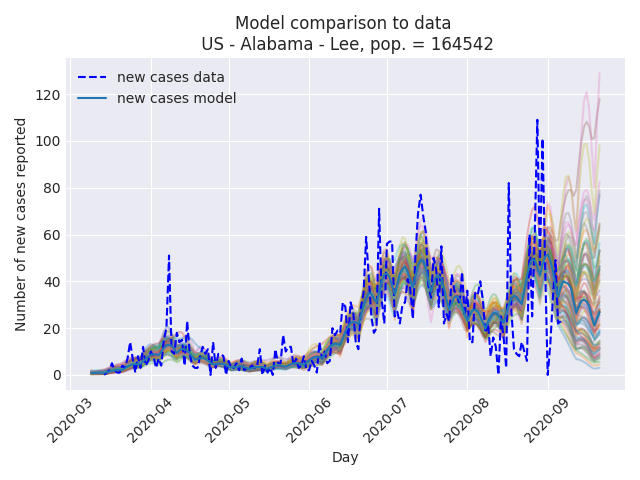 Model comparison to data
US - Alabama - Lee, pop. = 164542
new cases data
new cases model
Number of new cases reported
120
100
80
60
40
20
0
2020-03
2020-04
2020-05
2020-06
2020-07
2020-08
2020-09
Day